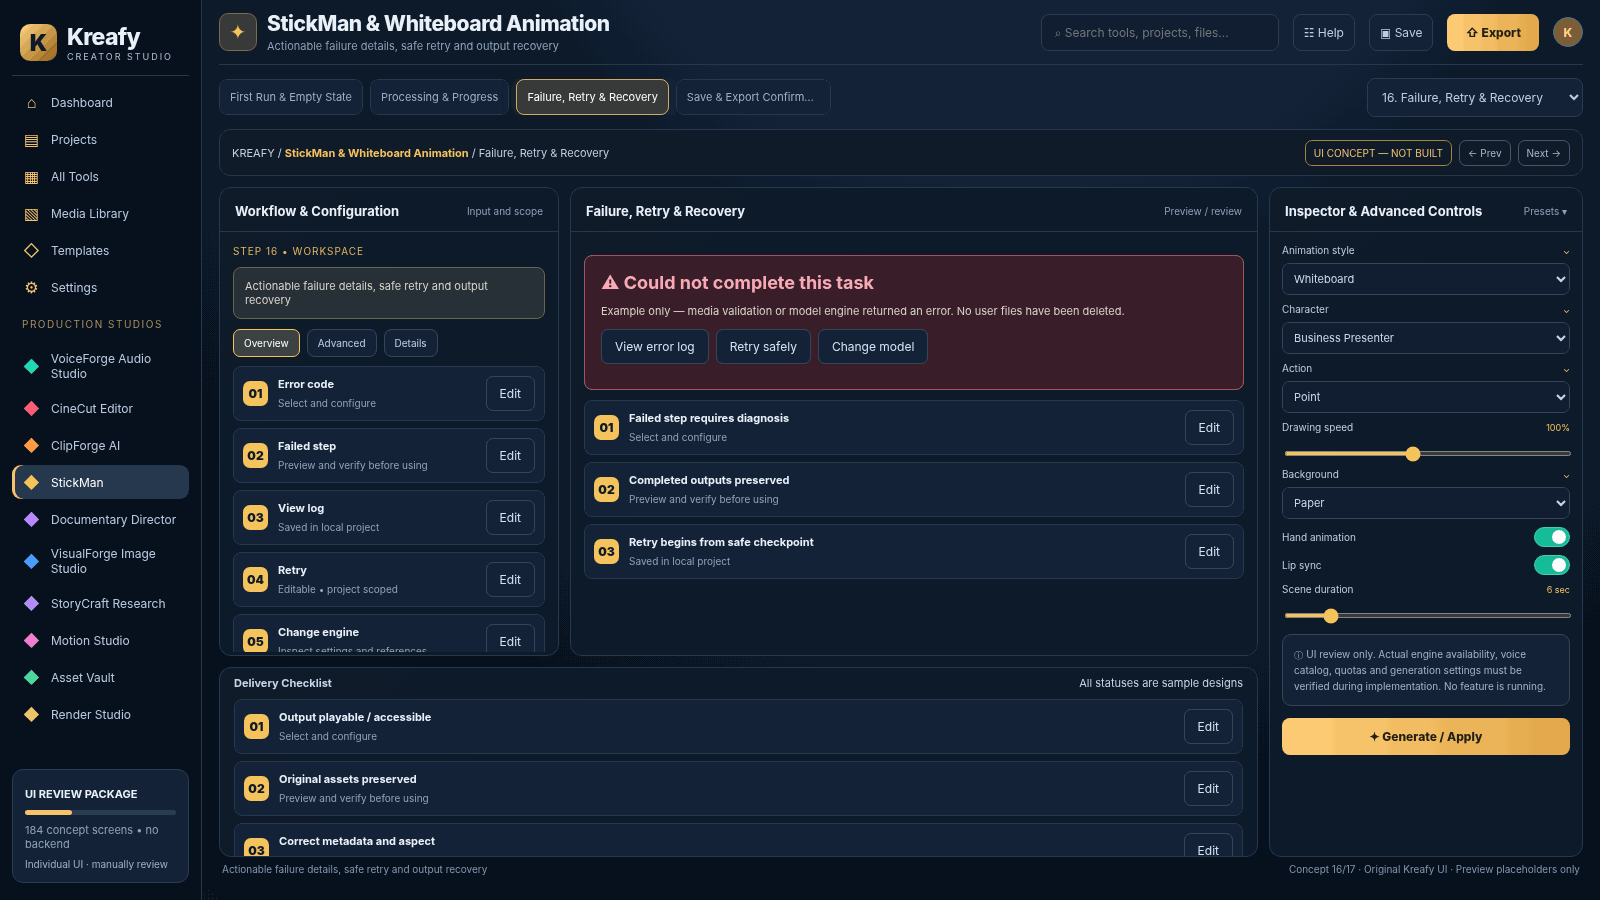 K
Kreafy
CREATOR STUDIO
Dashboard
Projects
All Tools
Media Library
Templates
Settings
PRODUCTION STUDIOS
VoiceForge Audio
Studio
CineCut Editor
ClipForge AI
StickMan
Documentary Director
VisualForge Image
Studio
StoryCraft Research
Motion Studio
Asset Vault
Render Studio
UI REVIEW PACKAGE
184 concept screens • no
backend
Individual UI · manually review
StickMan & Whiteboard Animation
Actionable failure details, safe retry and output recovery
Search tools, projects, files...
Help
Save
Export
K
First Run & Empty State
Processing & Progress
Failure, Retry & Recovery
Save & Export Confirm...
16. Failure, Retry & Recovery
KREAFY / StickMan & Whiteboard Animation / Failure, Retry & Recovery
UI CONCEPT — NOT BUILT
← Prev
Next →
Workflow & Configuration
Input and scope
STEP 16 • WORKSPACE
Actionable failure details, safe retry and output
recovery
Overview
Advanced
Details
01
Error code
Select and configure
Edit
02
Failed step
Preview and verify before using
Edit
03
View log
Saved in local project
Edit
04
Retry
Editable • project scoped
Edit
05
Change engine
Inspect settings and references
Edit
Failure, Retry & Recovery
Preview / review
⚠ Could not complete this task
Example only — media validation or model engine returned an error. No user files have been deleted.
View error log
Retry safely
Change model
01
Failed step requires diagnosis
Select and configure
Edit
02
Completed outputs preserved
Preview and verify before using
Edit
03
Retry begins from safe checkpoint
Saved in local project
Edit
Delivery Checklist
All statuses are sample designs
01
Output playable / accessible
Select and configure
Edit
02
Original assets preserved
Preview and verify before using
Edit
03
Correct metadata and aspect
Edit
Inspector & Advanced Controls
Presets ▾
Animation style
Whiteboard
Character
Business Presenter
Action
Point
Drawing speed
100%
Background
Paper
Hand animation
Lip sync
Scene duration
6 sec
ⓘ UI review only. Actual engine availability, voice
catalog, quotas and generation settings must be
verified during implementation. No feature is running.
✦ Generate / Apply
Actionable failure details, safe retry and output recovery
Concept 16/17 · Original Kreafy UI · Preview placeholders only